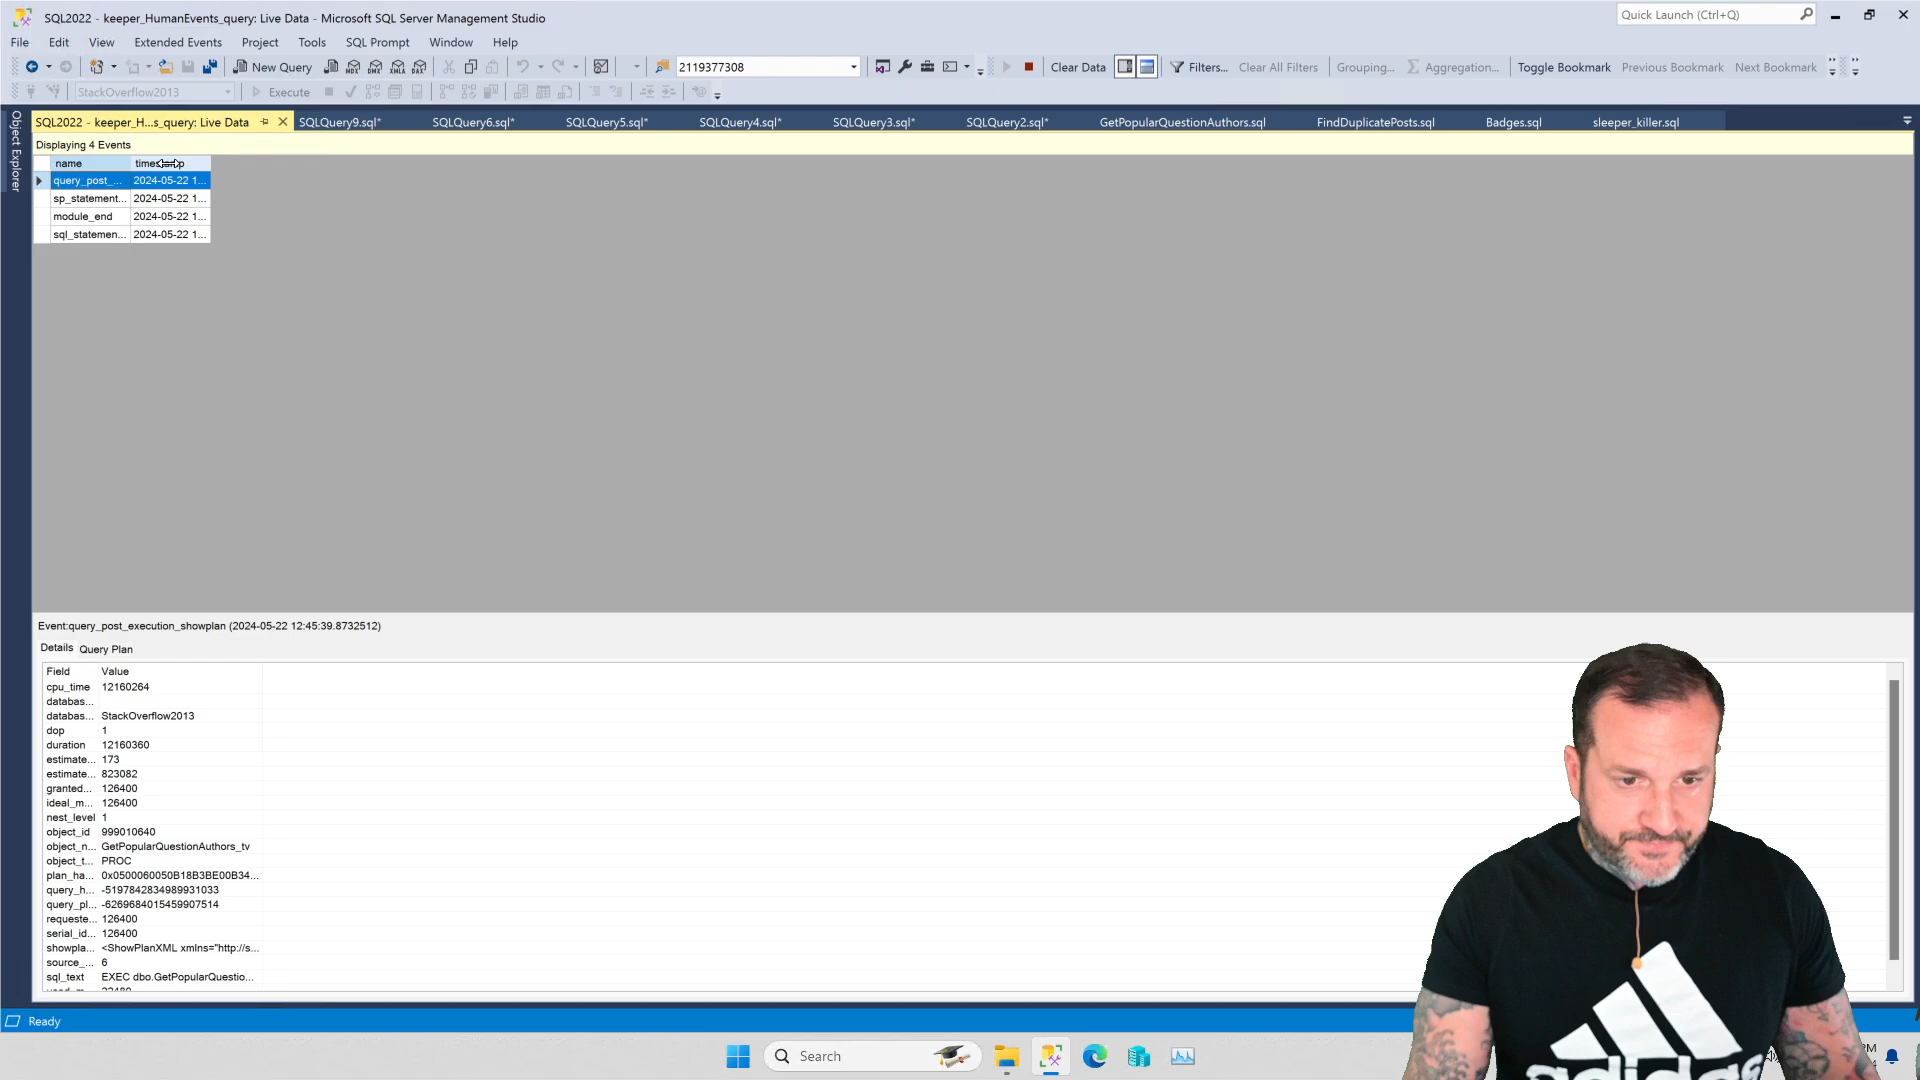 SQL2022 - keeper_HumanEvents_query: Live Data - Microsoft SQL Server Management Studio
Quick Launch (Ctrl+Q)
File Edit View Extended Events Project Tools SQL Prompt Window Help
New Query MDX DMX XMLA DAX 2119377308 Clear Data Filters... Clear All Filters Grouping... Aggregation... Toggle Bookmark Previous Bookmark Next Bookmark
StackOverflow2013 Execute
SQL2022 - keeper_H...s_query: Live Data SQLQuery9.sql* SQLQuery6.sql* SQLQuery5.sql* SQLQuery4.sql* SQLQuery3.sql* SQLQuery2.sql* GetPopularQuestionAuthors.sql FindDuplicatePosts.sql Badges.sql sleeper_killer.sql
Object Explorer
Displaying 4 Events
name timestamp
query_post_... 2024-05-22 1...
sp_statement... 2024-05-22 1...
module_end 2024-05-22 1...
sql_statemen... 2024-05-22 1...
Event:query_post_execution_showplan (2024-05-22 12:45:39.8732512)
Details Query Plan
Field Value
cpu_time 12160264
databas...
databas... StackOverflow2013
dop 1
duration 12160360
estimate... 173
estimate... 823082
granted... 126400
ideal_m... 126400
nest_level 1
object_id 999010640
object_n... GetPopularQuestionAuthors_tv
object_t... PROC
plan_ha... 0x0500060050B18B3BE00B34...
query_h... -5197842834989931033
query_pl... -6269684015459907514
requeste... 126400
serial_id... 126400
showpla... <ShowPlanXML xmlns="http://s...
source_... 6
sql_text EXEC dbo.GetPopularQuestio...
Ready
Search
adidas